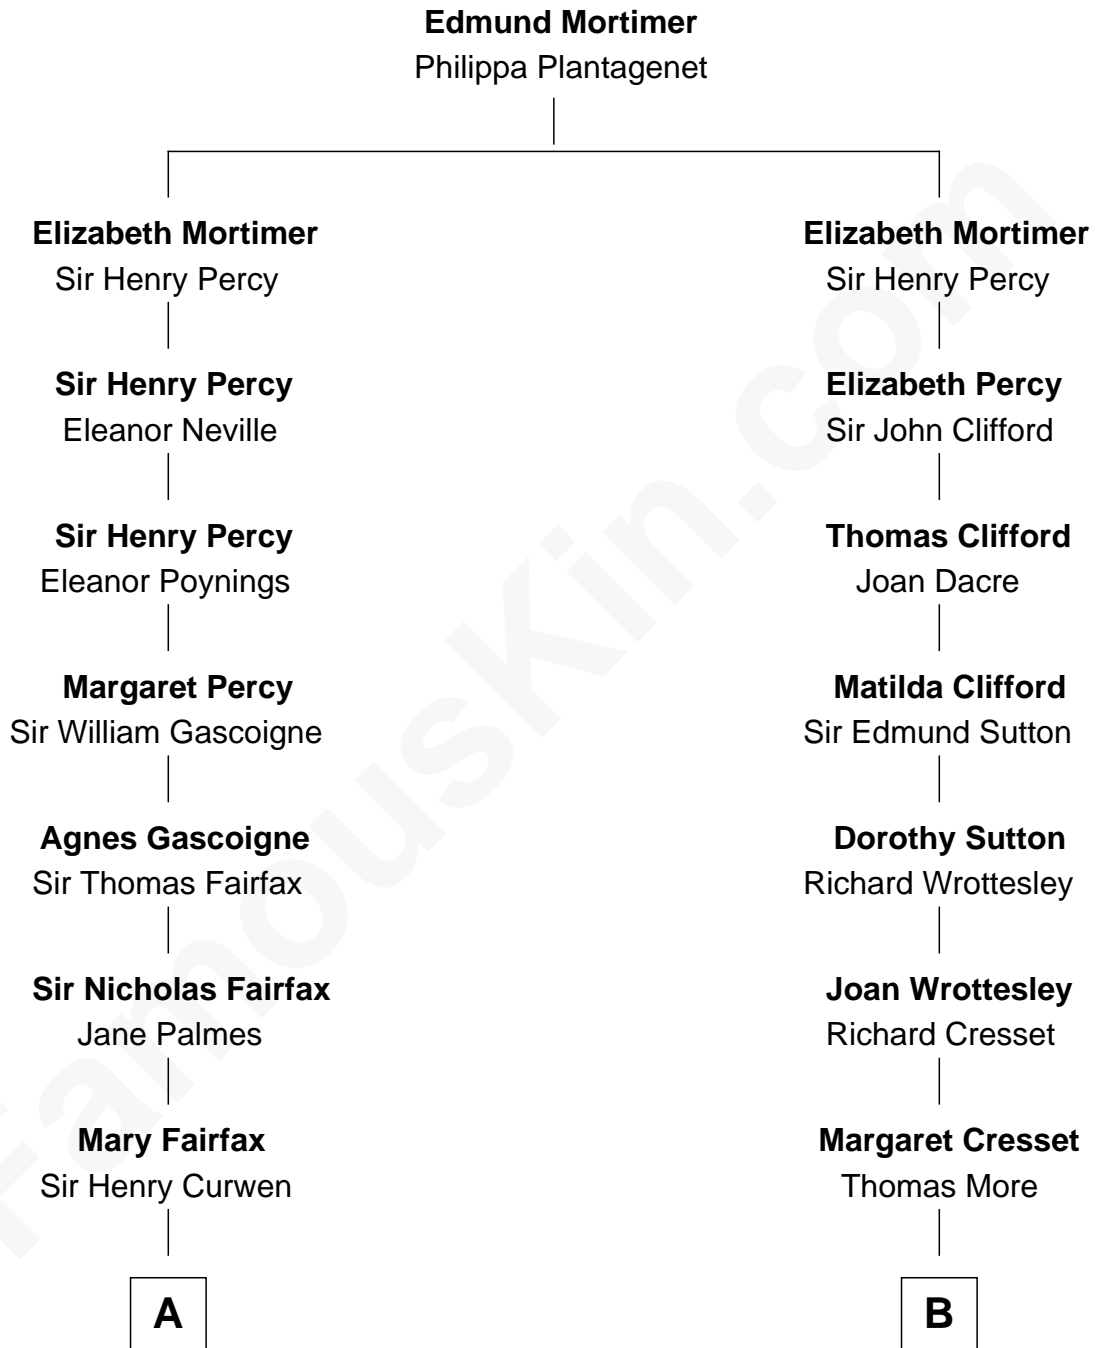 Edmund Mortimer
Philippa Plantagenet
Elizabeth Mortimer
Sir Henry Percy
Sir Henry Percy
Eleanor Neville
Sir Henry Percy
Eleanor Poynings
Margaret Percy
Sir William Gascoigne
Agnes Gascoigne
Sir Thomas Fairfax
Sir Nicholas Fairfax
Jane Palmes
Mary Fairfax
Sir Henry Curwen
A
Elizabeth Mortimer
Sir Henry Percy
Elizabeth Percy
Sir John Clifford
Thomas Clifford
Joan Dacre
Matilda Clifford
Sir Edmund Sutton
Dorothy Sutton
Richard Wrottesley
Joan Wrottesley
Richard Cresset
Margaret Cresset
Thomas More
B
FamousKin.com